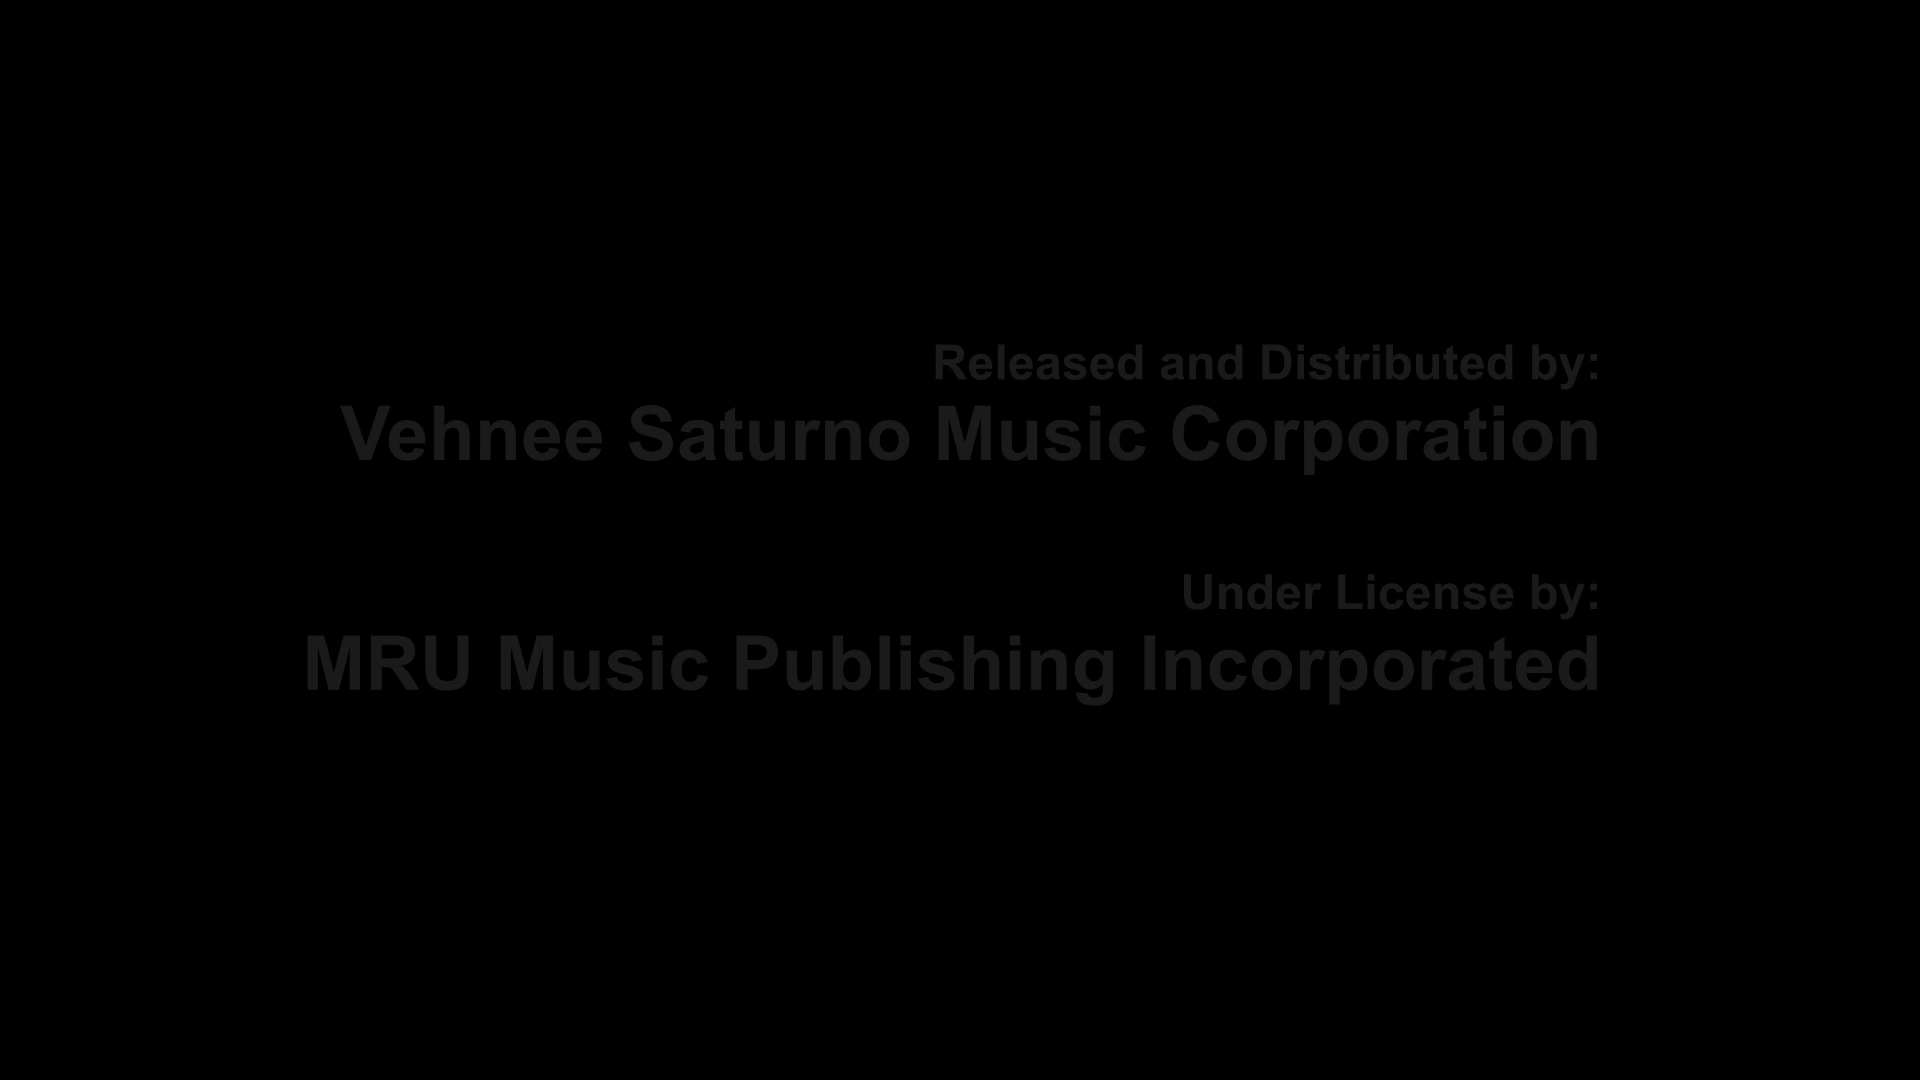 Released and Distributed by:
Vehnee Saturno Music Corporation
Under License by:
MRU Music Publishing Incorporated